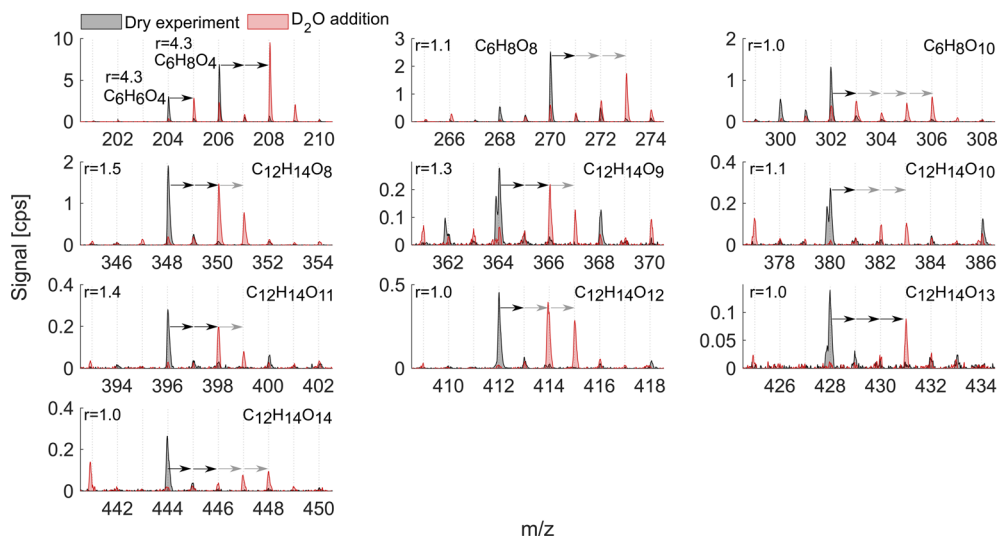 Dry experiment D2O addition
10
5
0
r=4.3
C6H8O4
r=4.3
C6H6O4
202 204 206 208 210
3
2
1
0
r=1.1 C6H8O8
266 268 270 272 274
2
1
0
r=1.0 C6H8O10
300 302 304 306 308
Signal [cps]
2
1
0
r=1.5 C12H14O8
346 348 350 352 354
0.3
0.2
0.1
0
r=1.3 C12H14O9
362 364 366 368 370
0.4
0.2
0
r=1.1 C12H14O10
378 380 382 384 386
0.4
0.2
0
r=1.4 C12H14O11
394 396 398 400 402
0.5
0
r=1.0 C12H14O12
410 412 414 416 418
0.1
0.05
0
r=1.0 C12H14O13
426 428 430 432 434
0.4
0.2
0
r=1.0 C12H14O14
442 444 446 448 450
m/z